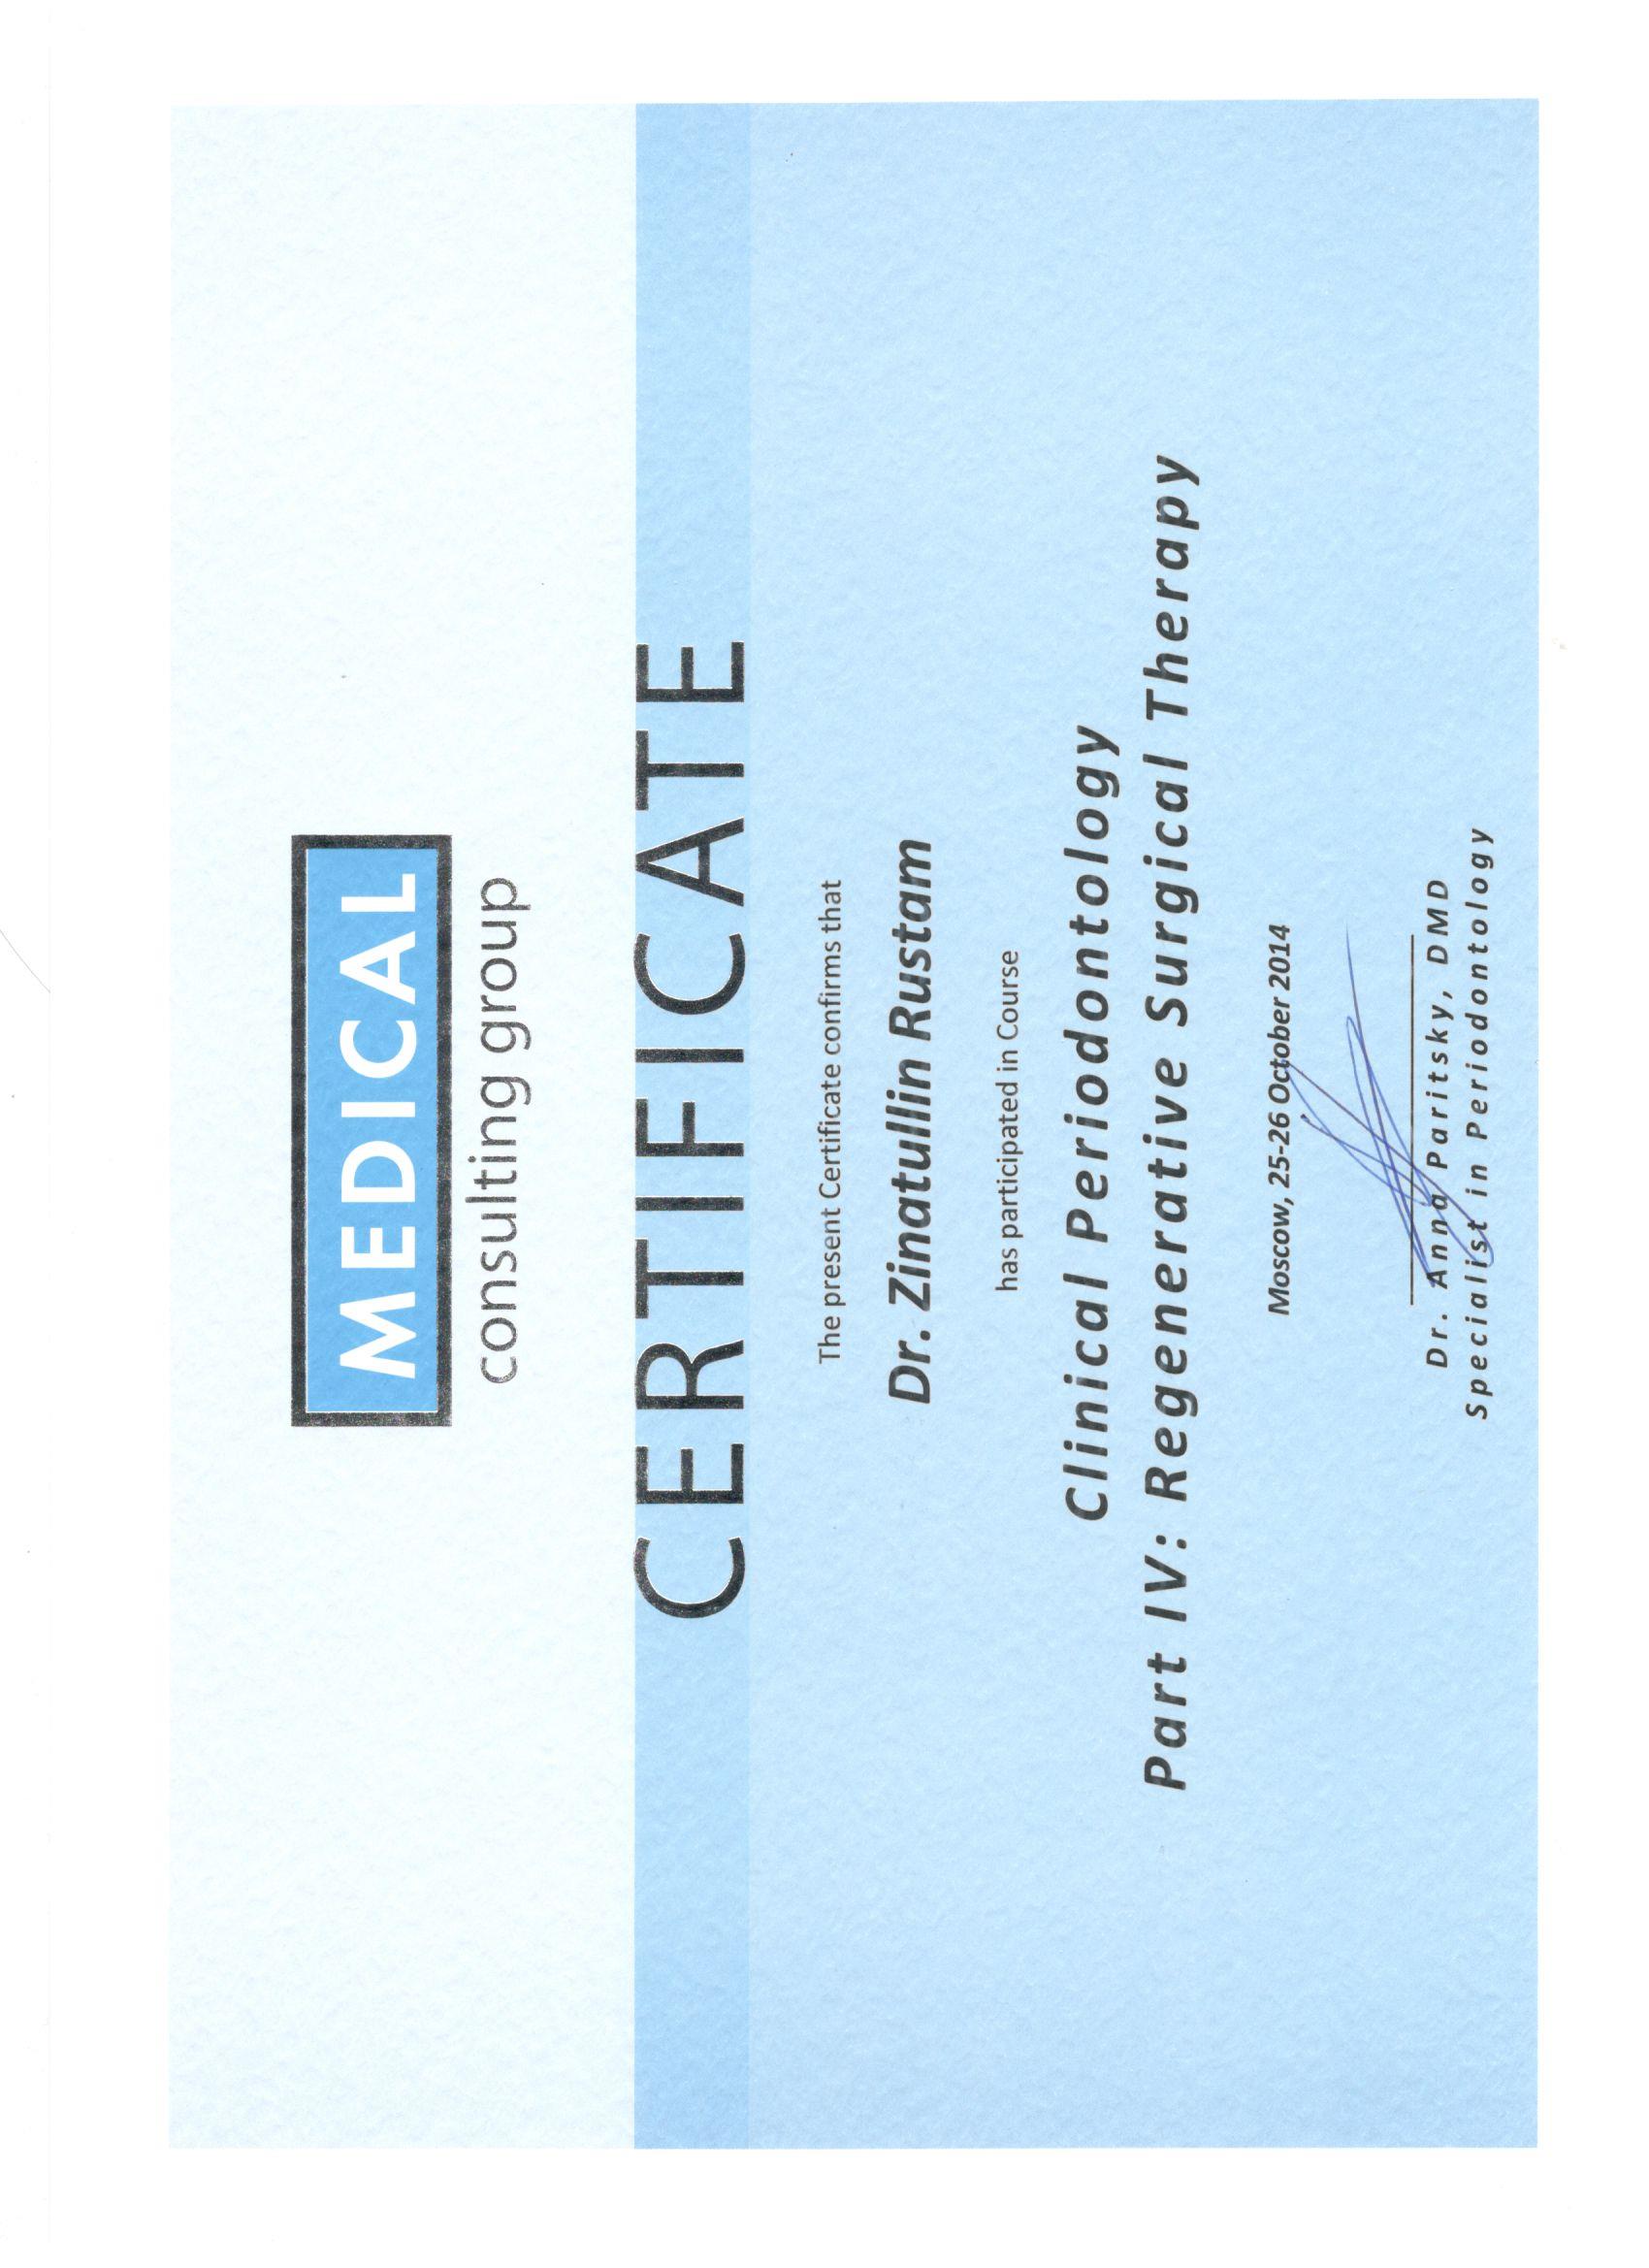 MEDICAL
consulting group
CERTIFICATE
The present Certificate confirms that
Dr. Zinatullin Rustam
has participated in Course
Clinical Periodontology
Part IV: Regenerative Surgical Therapy
Moscow, 25-26 October 2014
Dr. Anna Paritsky, DMD
Specialist in Periodontology